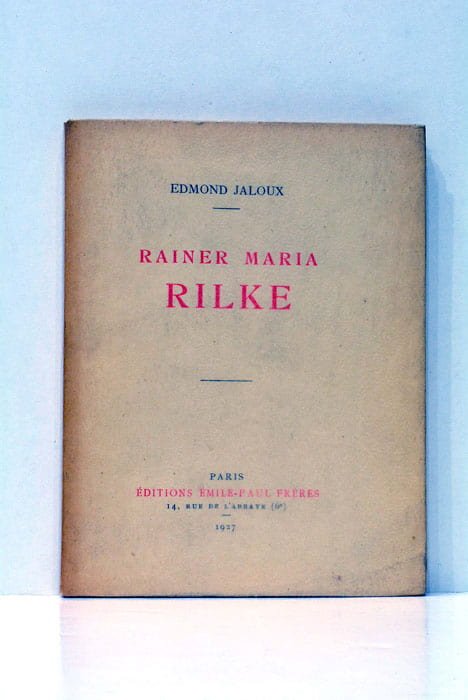 EDMOND JALOUX
RAINER MARIA
RILKE
PARIS
ÉDITIONS ÉMILE-PAUL FRÈRES
14, RUE DE L'ABBAYE (6ᵉ)
1927